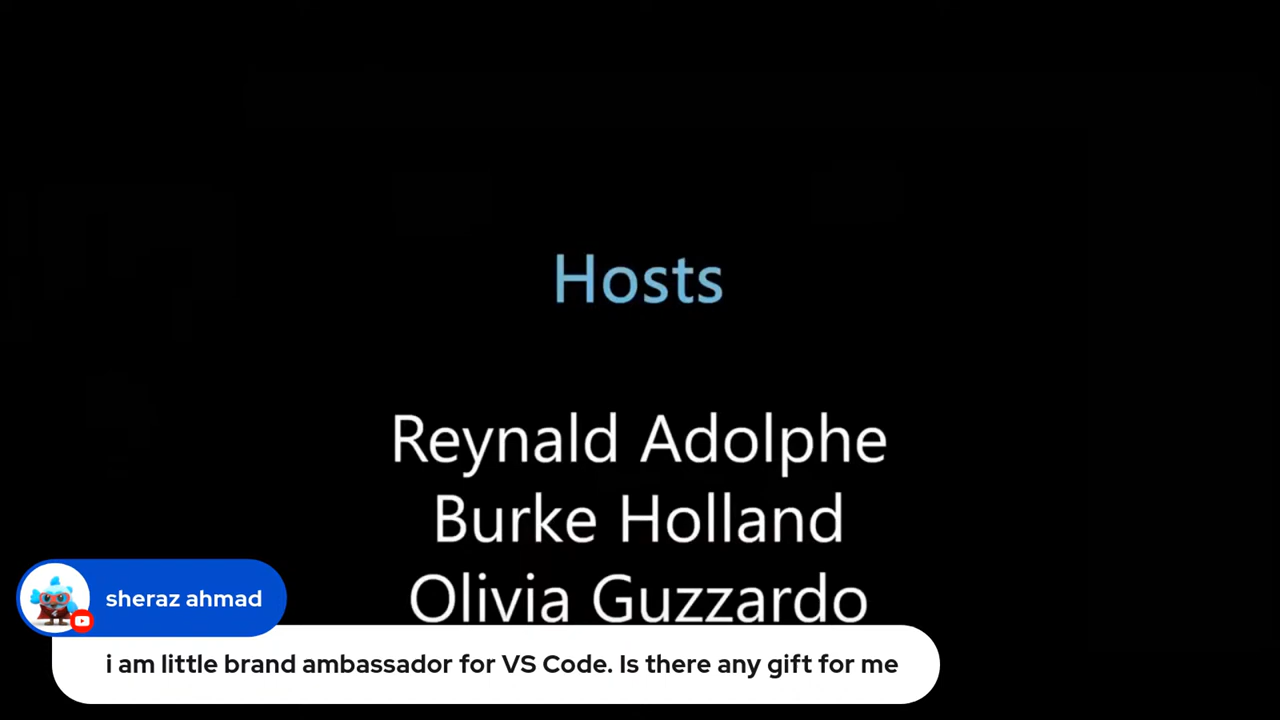 Hosts
Reynald Adolphe
Burke Holland
Olivia Guzzardo
sheraz ahmad
i am little brand ambassador for VS Code. Is there any gift for me